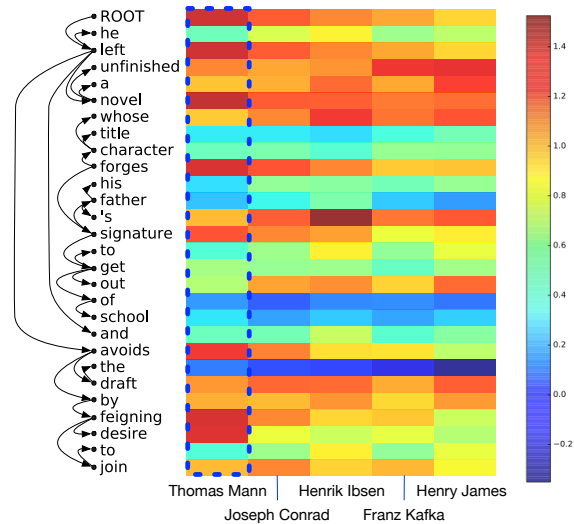 ROOT
he
left
unfinished
a
novel
whose
title
character
forges
his
father
's
signature
to
get
out
of
school
and
avoids
the
draft
by
feigning
desire
to
join
Thomas Mann Henrik Ibsen Henry James
Joseph Conrad Franz Kafka
1.4
1.2
1.0
0.8
0.6
0.4
0.2
0.0
−0.2